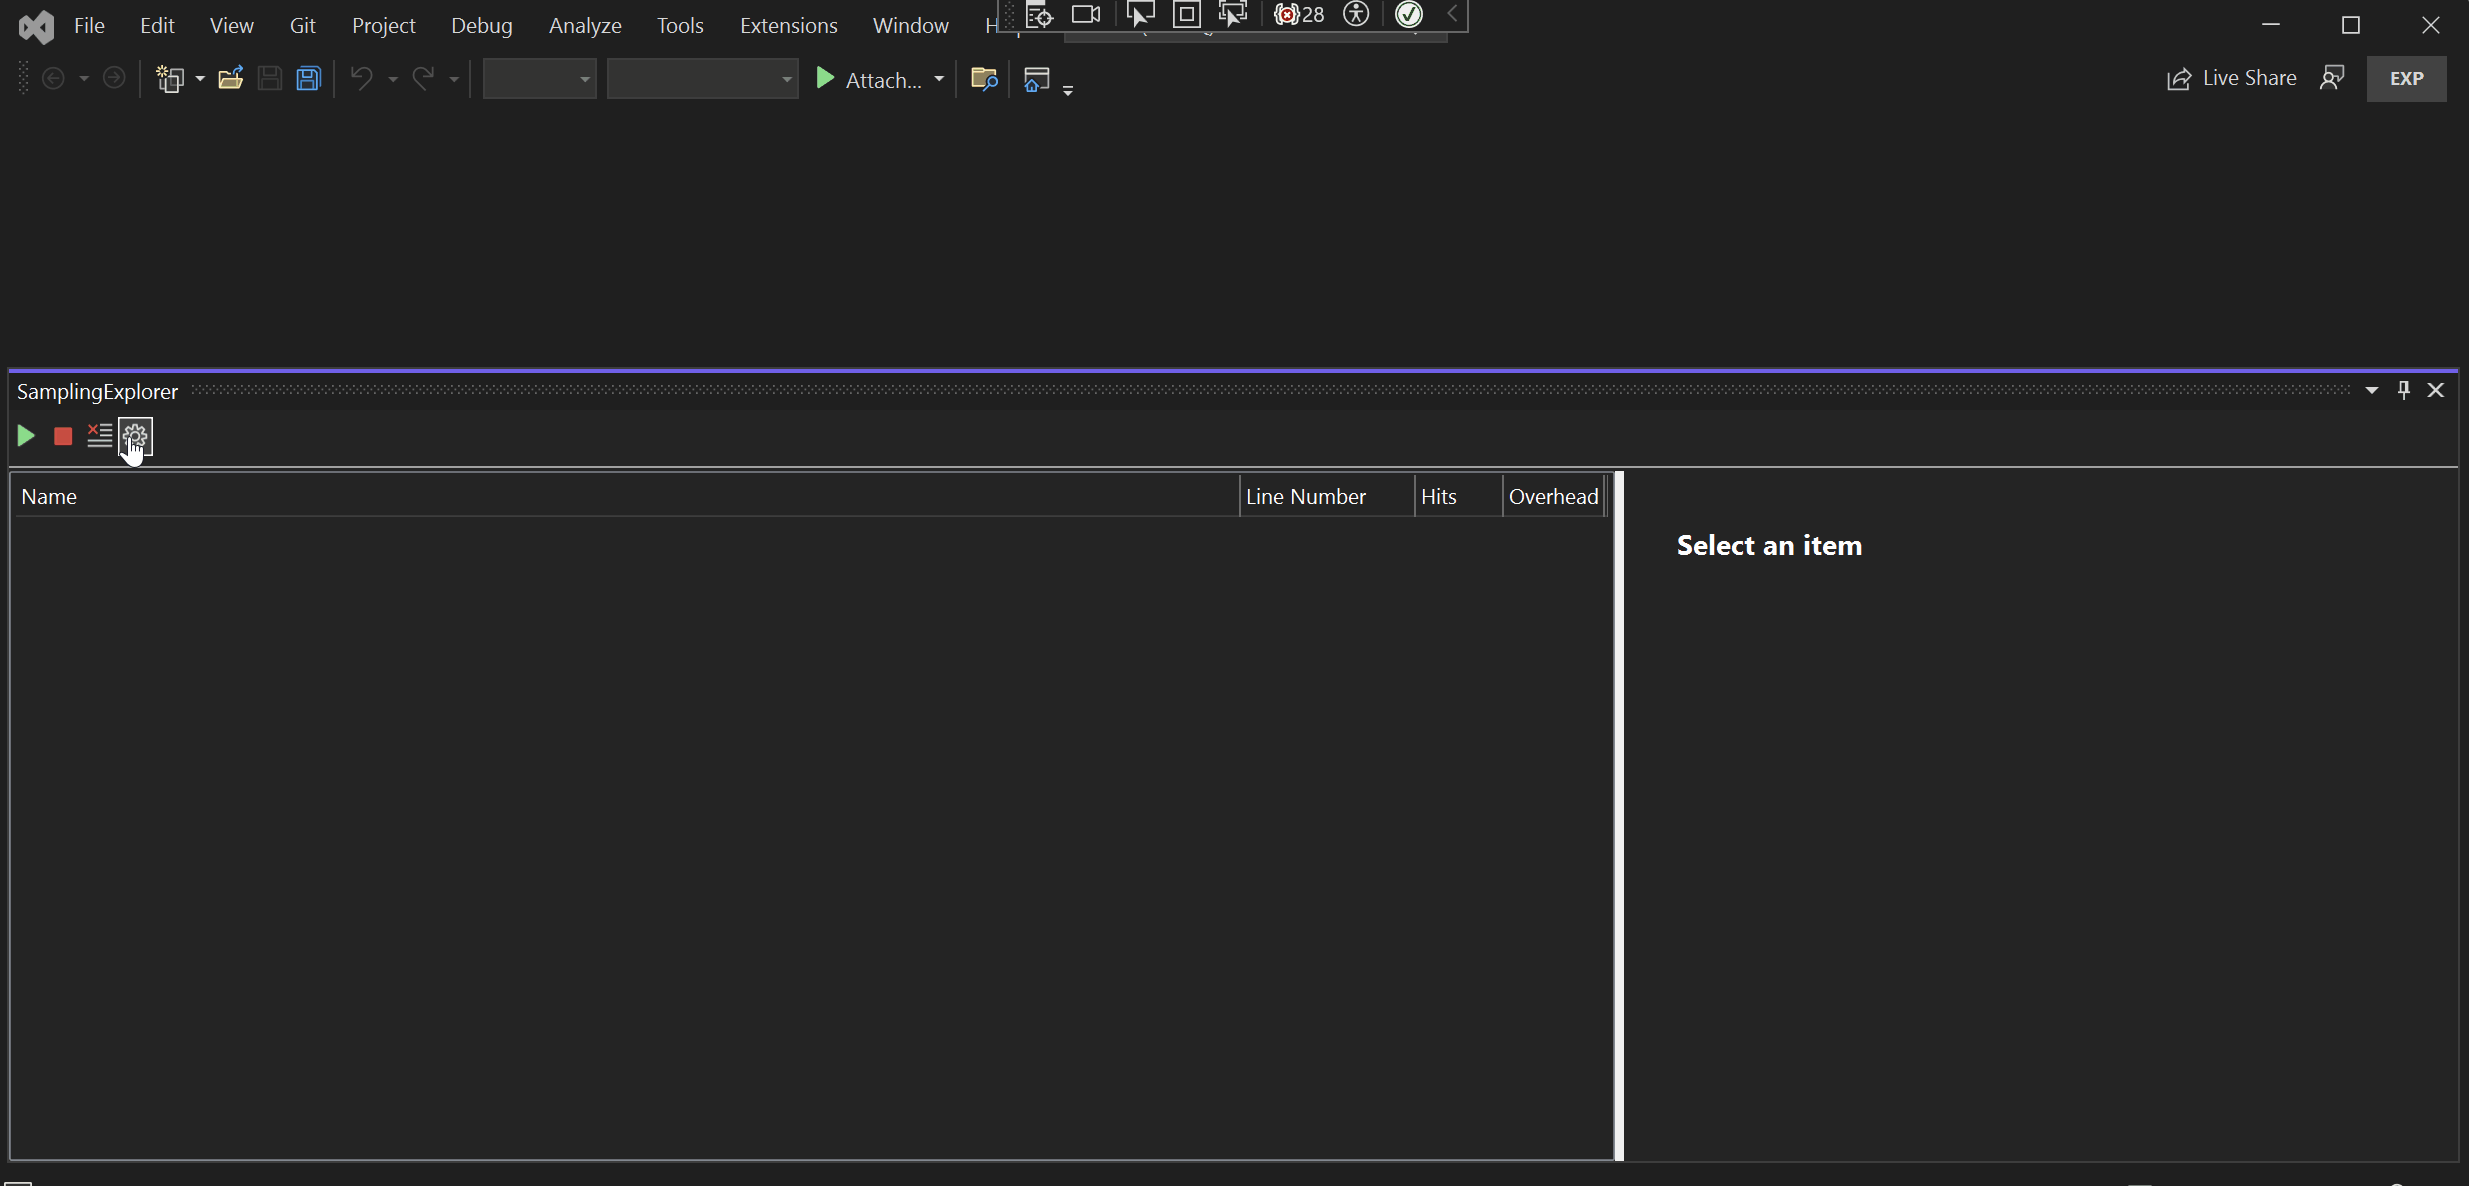 File Edit View Git Project Debug Analyze Tools Extensions Window
28
Attach...
Live Share
EXP
SamplingExplorer
Name Line Number Hits Overhead
Select an item